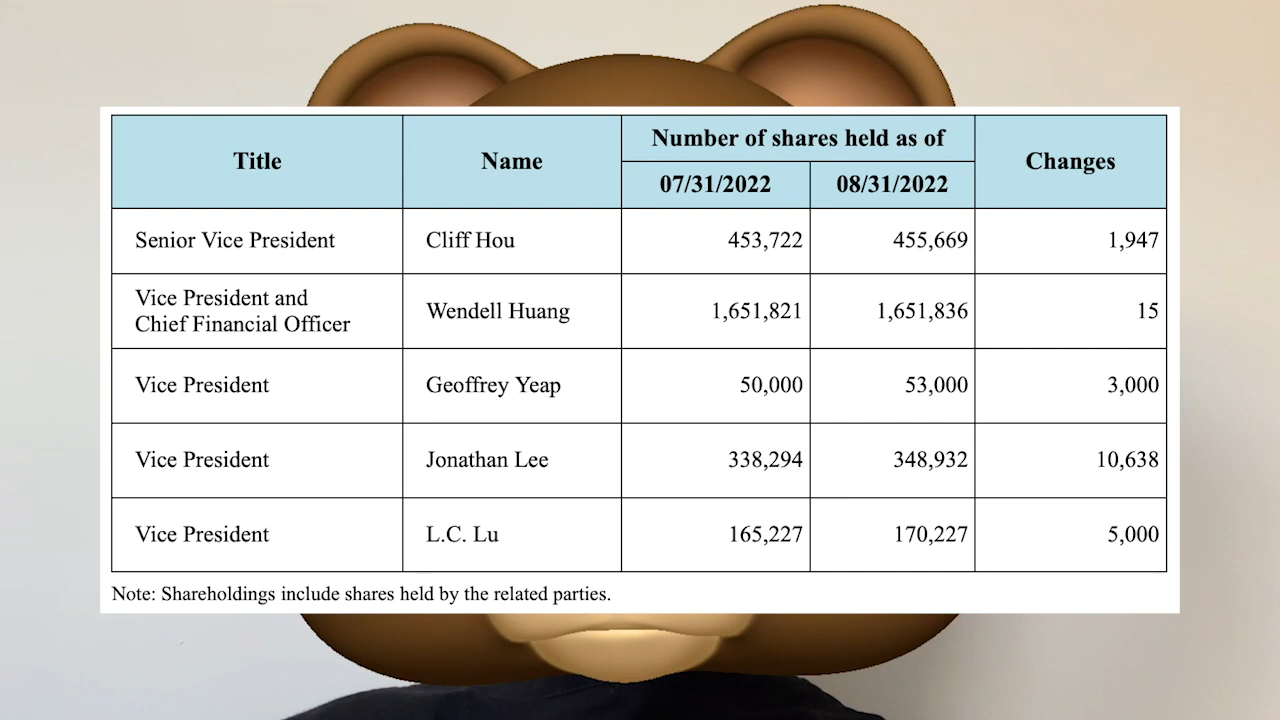 Title Name Number of shares held as of Changes
07/31/2022 08/31/2022
Senior Vice President Cliff Hou 453,722 455,669 1,947
Vice President and
Chief Financial Officer Wendell Huang 1,651,821 1,651,836 15
Vice President Geoffrey Yeap 50,000 53,000 3,000
Vice President Jonathan Lee 338,294 348,932 10,638
Vice President L.C. Lu 165,227 170,227 5,000
Note: Shareholdings include shares held by the related parties.